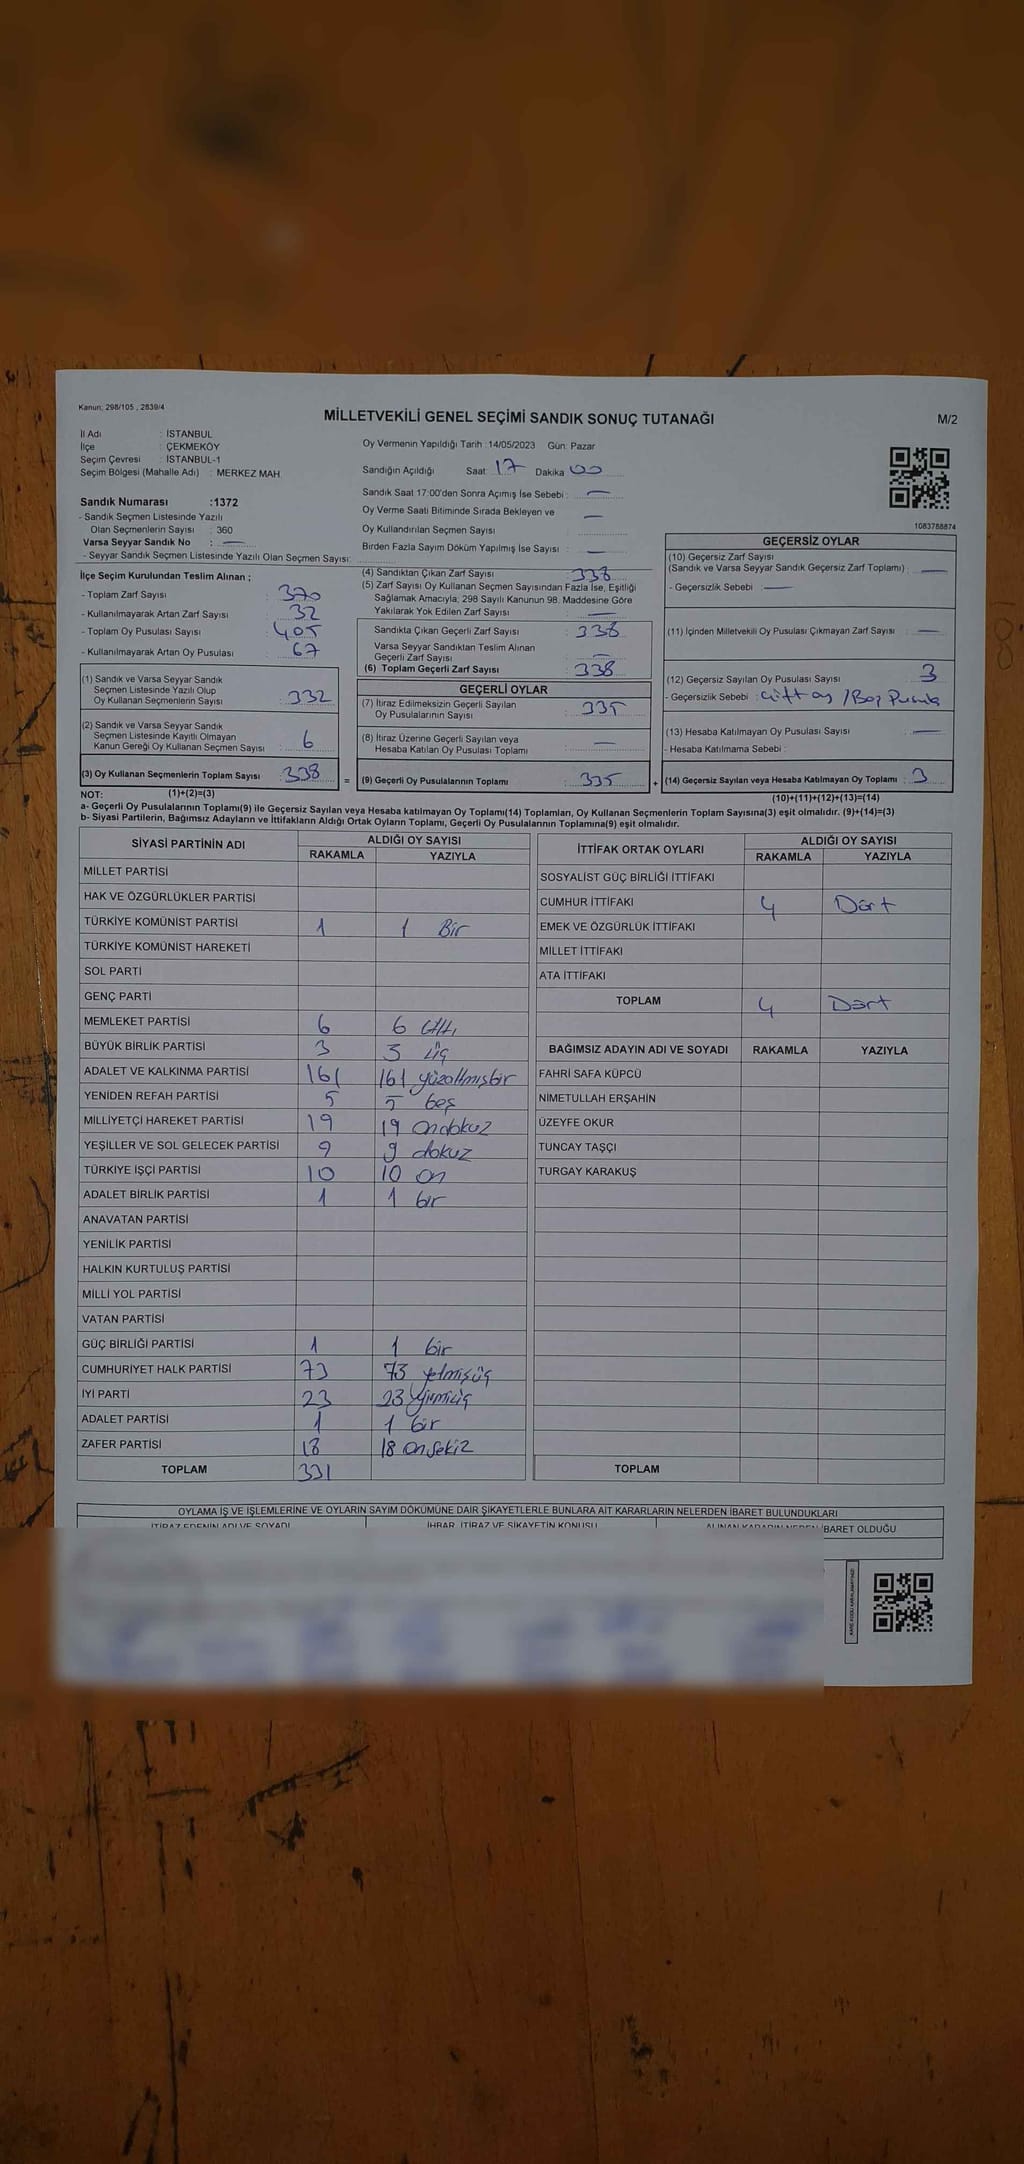 Kanun; 298/105 , 2839/4
MİLLETVEKİLİ GENEL SEÇİMİ SANDIK SONUÇ TUTANAĞI
M/2
İl Adı : İSTANBUL
İlçe : ÇEKMEKÖY
Seçim Çevresi : İSTANBUL-1
Seçim Bölgesi (Mahalle Adı) : MERKEZ MAH.
Sandık Numarası :1372
- Sandık Seçmen Listesinde Yazılı
Olan Seçmenlerin Sayısı : 360
Varsa Seyyar Sandık No : —
- Seyyar Sandık Seçmen Listesinde Yazılı Olan Seçmen Sayısı:
Oy Vermenin Yapıldığı Tarih :14/05/2023 Gün: Pazar
Sandığın Açıldığı Saat: 17 Dakika 00
Sandık Saat 17:00'den Sonra Açımış İse Sebebi : —
Oy Verme Saati Bitiminde Sırada Bekleyen ve —
Oy Kullandırılan Seçmen Sayısı
Birden Fazla Sayım Döküm Yapılmış İse Sayısı : —
1083788874
İlçe Seçim Kurulundan Teslim Alınan ;
- Toplam Zarf Sayısı : 370
- Kullanılmayarak Artan Zarf Sayısı : 32
- Toplam Oy Pusulası Sayısı : 405
- Kullanılmayarak Artan Oy Pusulası : 67
(1) Sandık ve Varsa Seyyar Sandık
Seçmen Listesinde Yazılı Olup
Oy Kullanan Seçmenlerin Sayısı : 332
(2) Sandık ve Varsa Seyyar Sandık
Seçmen Listesinde Kayıtlı Olmayan
Kanun Gereği Oy Kullanan Seçmen Sayısı : 6
(3) Oy Kullanan Seçmenlerin Toplam Sayısı : 338
(1)+(2)=(3)
(4) Sandıktan Çıkan Zarf Sayısı : 338
(5) Zarf Sayısı Oy Kullanan Seçmen Sayısından Fazla İse, Eşitliği
Sağlamak Amacıyla; 298 Sayılı Kanunun 98. Maddesine Göre
Yakılarak Yok Edilen Zarf Sayısı : —
Sandıkta Çıkan Geçerli Zarf Sayısı : 338
Varsa Seyyar Sandıktan Teslim Alınan
Geçerli Zarf Sayısı : —
(6) Toplam Geçerli Zarf Sayısı : 338
GEÇERLİ OYLAR
(7) İtiraz Edilmeksizin Geçerli Sayılan
Oy Pusulalarının Sayısı : 335
(8) İtiraz Üzerine Geçerli Sayılan veya
Hesaba Katılan Oy Pusulası Toplamı : —
= (9) Geçerli Oy Pusulalarının Toplamı : 335
GEÇERSİZ OYLAR
(10) Geçersiz Zarf Sayısı
(Sandık ve Varsa Seyyar Sandık Geçersiz Zarf Toplamı) : —
- Geçersizlik Sebebi : —
(11) İçinden Milletvekili Oy Pusulası Çıkmayan Zarf Sayısı : —
(12) Geçersiz Sayılan Oy Pusulası Sayısı : 3
- Geçersizlik Sebebi : Çift oy / Boş Pusula
(13) Hesaba Katılmayan Oy Pusulası Sayısı : —
- Hesaba Katılmama Sebebi :
+ (14) Geçersiz Sayılan veya Hesaba Katılmayan Oy Toplamı : 3
(10)+(11)+(12)+(13)=(14)
NOT:
a- Geçerli Oy Pusulalarının Toplamı(9) ile Geçersiz Sayılan veya Hesaba katılmayan Oy Toplamı(14) Toplamları, Oy Kullanan Seçmenlerin Toplam Sayısına(3) eşit olmalıdır. (9)+(14)=(3)
b- Siyasi Partilerin, Bağımsız Adayların ve İttifakların Aldığı Ortak Oyların Toplamı, Geçerli Oy Pusulalarının Toplamına(9) eşit olmalıdır.
SİYASİ PARTİNİN ADI ALDIĞI OY SAYISI
RAKAMLA YAZIYLA
MİLLET PARTİSİ
HAK VE ÖZGÜRLÜKLER PARTİSİ
TÜRKİYE KOMÜNİST PARTİSİ 1 1 Bir
TÜRKİYE KOMÜNİST HAREKETİ
SOL PARTİ
GENÇ PARTİ
MEMLEKET PARTİSİ 6 6 Altı
BÜYÜK BİRLİK PARTİSİ 3 3 üç
ADALET VE KALKINMA PARTİSİ 161 161 yüzaltmışbir
YENİDEN REFAH PARTİSİ 5 5 beş
MİLLİYETÇİ HAREKET PARTİSİ 19 19 ondokuz
YEŞİLLER VE SOL GELECEK PARTİSİ 9 9 dokuz
TÜRKİYE İŞÇİ PARTİSİ 10 10 on
ADALET BİRLİK PARTİSİ 1 1 bir
ANAVATAN PARTİSİ
YENİLİK PARTİSİ
HALKIN KURTULUŞ PARTİSİ
MİLLİ YOL PARTİSİ
VATAN PARTİSİ
GÜÇ BİRLİĞİ PARTİSİ 1 1 bir
CUMHURİYET HALK PARTİSİ 73 73 yetmişüç
İYİ PARTİ 23 23 yirmiüç
ADALET PARTİSİ 1 1 bir
ZAFER PARTİSİ 18 18 onsekiz
TOPLAM 331
İTTİFAK ORTAK OYLARI ALDIĞI OY SAYISI
RAKAMLA YAZIYLA
SOSYALİST GÜÇ BİRLİĞİ İTTİFAKI
CUMHUR İTTİFAKI 4 Dört
EMEK VE ÖZGÜRLÜK İTTİFAKI
MİLLET İTTİFAKI
ATA İTTİFAKI
TOPLAM 4 Dört
BAĞIMSIZ ADAYIN ADI VE SOYADI RAKAMLA YAZIYLA
FAHRİ SAFA KÜPCÜ
NİMETULLAH ERŞAHİN
ÜZEYFE OKUR
TUNCAY TAŞÇI
TURGAY KARAKUŞ
TOPLAM
OYLAMA İŞ VE İŞLEMLERİNE VE OYLARIN SAYIM DÖKÜMÜNE DAİR ŞİKAYETLERLE BUNLARA AİT KARARLARIN NELERDEN İBARET BULUNDUKLARI
İTİRAZ EDENİN ADI VE SOYADI İHBAR, İTİRAZ VE ŞİKAYETİN KONUSU ALINAN KARARIN NEDEN İBARET OLDUĞU